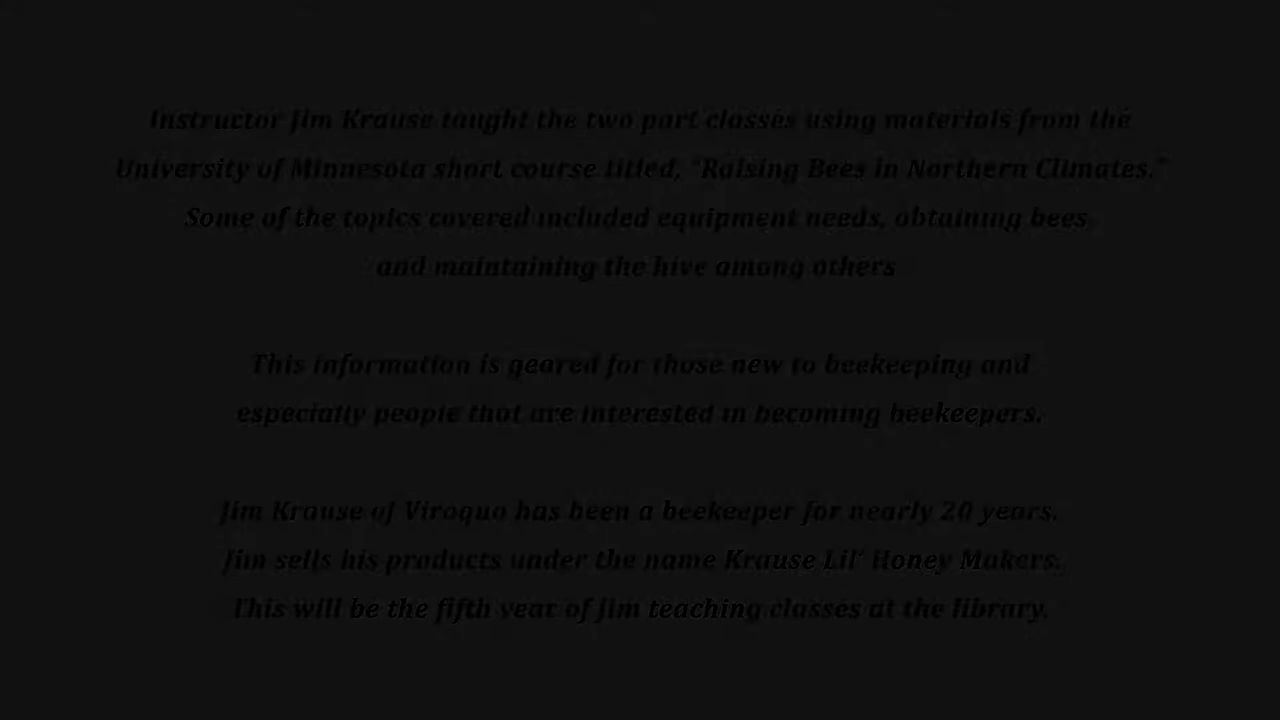 Instructor Jim Krause taught the two part classes using materials from the
University of Minnesota short course titled, "Raising Bees in Northern Climates."
Some of the topics covered included equipment needs, obtaining bees,
and maintaining the hive among others
This information is geared for those new to beekeeping and
especially people that are interested in becoming beekeepers.
Jim Krause of Viroqua has been a beekeeper for nearly 20 years.
Jim sells his products under the name Krause Lil' Honey Makers.
This will be the fifth year of Jim teaching classes at the library.